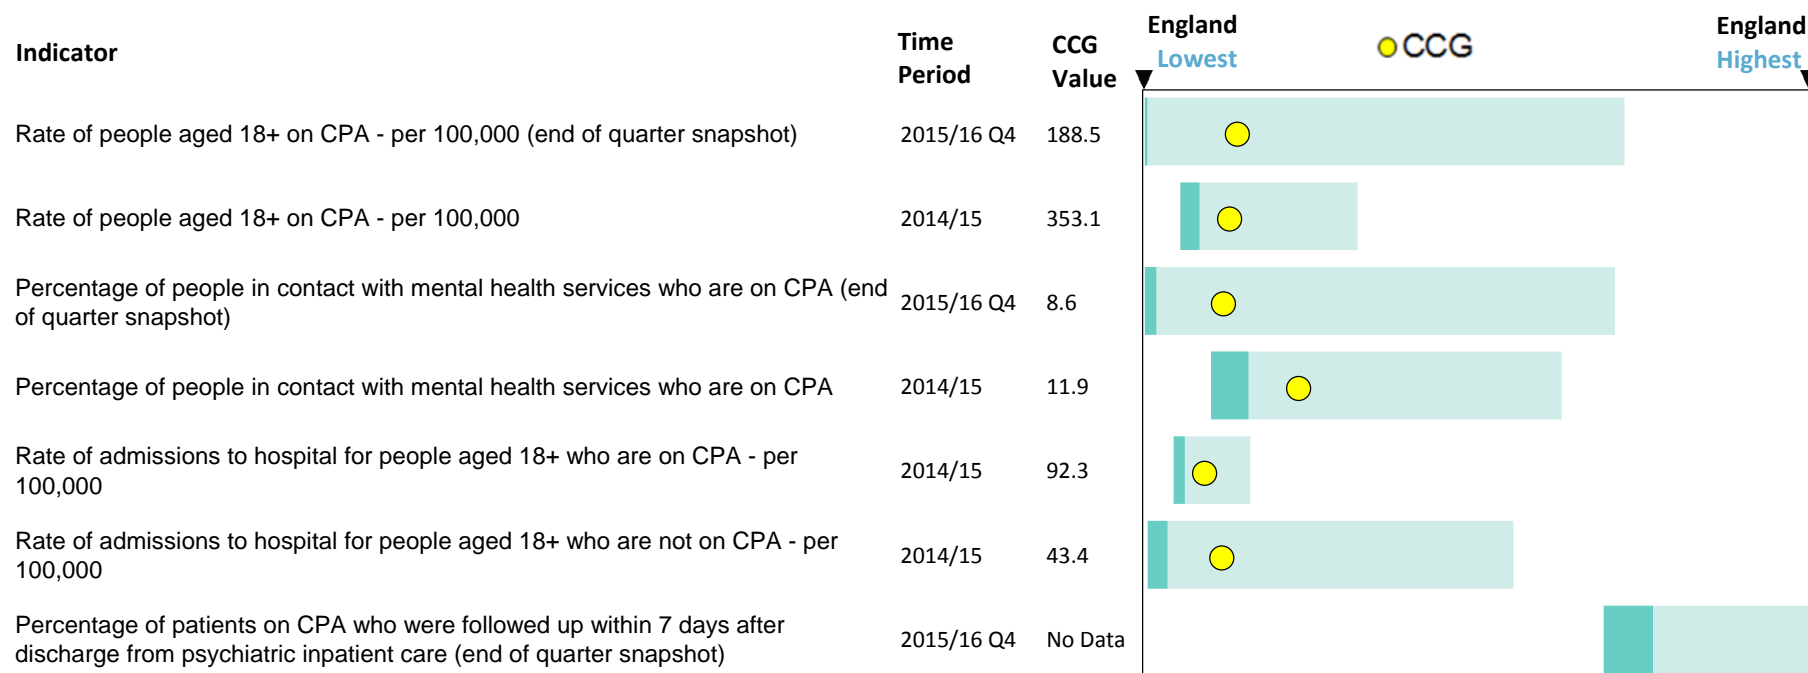 Indicator
Time Period
CCG Value
England Lowest
CCG
England Highest
Rate of people aged 18+ on CPA - per 100,000 (end of quarter snapshot) 2015/16 Q4 188.5
Rate of people aged 18+ on CPA - per 100,000 2014/15 353.1
Percentage of people in contact with mental health services who are on CPA (end
of quarter snapshot) 2015/16 Q4 8.6
Percentage of people in contact with mental health services who are on CPA 2014/15 11.9
Rate of admissions to hospital for people aged 18+ who are on CPA - per
100,000 2014/15 92.3
Rate of admissions to hospital for people aged 18+ who are not on CPA - per
100,000 2014/15 43.4
Percentage of patients on CPA who were followed up within 7 days after
discharge from psychiatric inpatient care (end of quarter snapshot) 2015/16 Q4 No Data